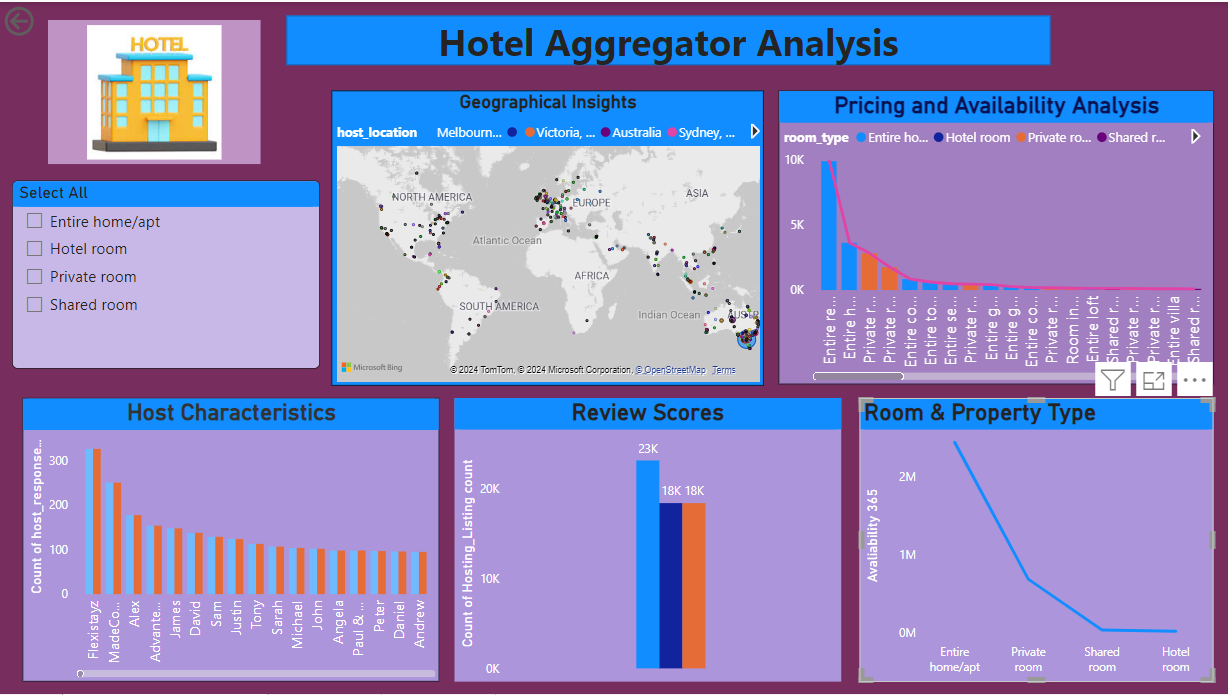 HOTEL
Hotel Aggregator Analysis
Select All
Entire home/apt
Hotel room
Private room
Shared room
Geographical Insights
host_location Melbourn... Victoria, ... Australia Sydney, ...
NORTH AMERICA
EUROPE
ASIA
Atlantic Ocean
AFRICA
SOUTH AMERICA
Indian Ocean
AUSTR
Microsoft Bing
© 2024 TomTom, © 2024 Microsoft Corporation, © OpenStreetMap Terms
Pricing and Availability Analysis
room_type Entire ho... Hotel room Private ro... Shared r...
10K
5K
0K
Entire re...
Entire h...
Private r...
Private r...
Entire co...
Entire to...
Entire se...
Private r...
Entire g...
Entire g...
Entire co...
Private r...
Room in...
Entire loft
Shared r...
Private r...
Private r...
Entire villa
Shared r...
Host Characteristics
Count of host_response...
300
200
100
0
Flexistayz
MadeCo...
Alex
Advante...
James
David
Sam
Justin
Tony
Sarah
Michael
John
Angela
Paul & ...
Peter
Daniel
Andrew
Review Scores
Count of Hosting_Listing count
20K
10K
0K
23K
18K 18K
Room & Property Type
Avaliability 365
2M
1M
0M
Entire
home/apt
Private
room
Shared
room
Hotel
room